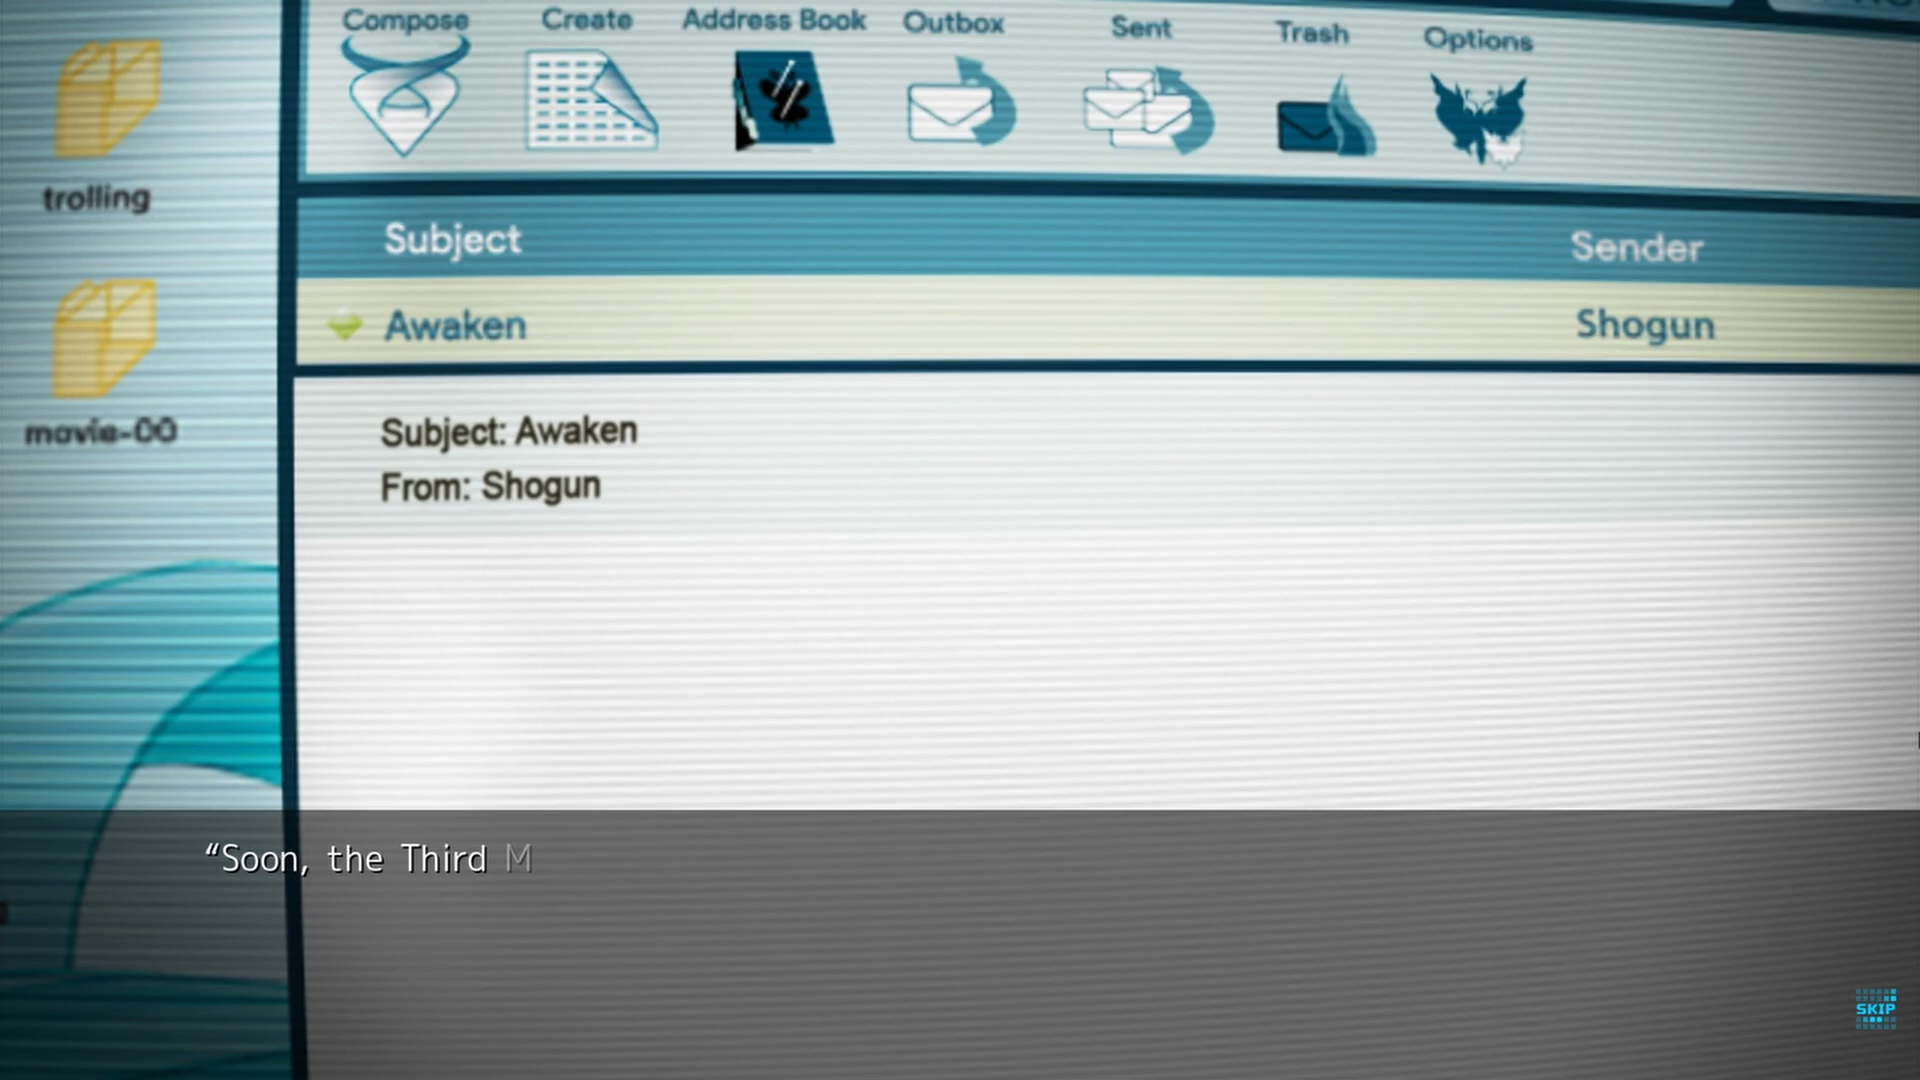 Compose Create Address Book Outbox Sent Trash Options
trolling
Subject Sender
Awaken Shogun
movie-00
Subject: Awaken
From: Shogun
“Soon, the Third M
SKIP